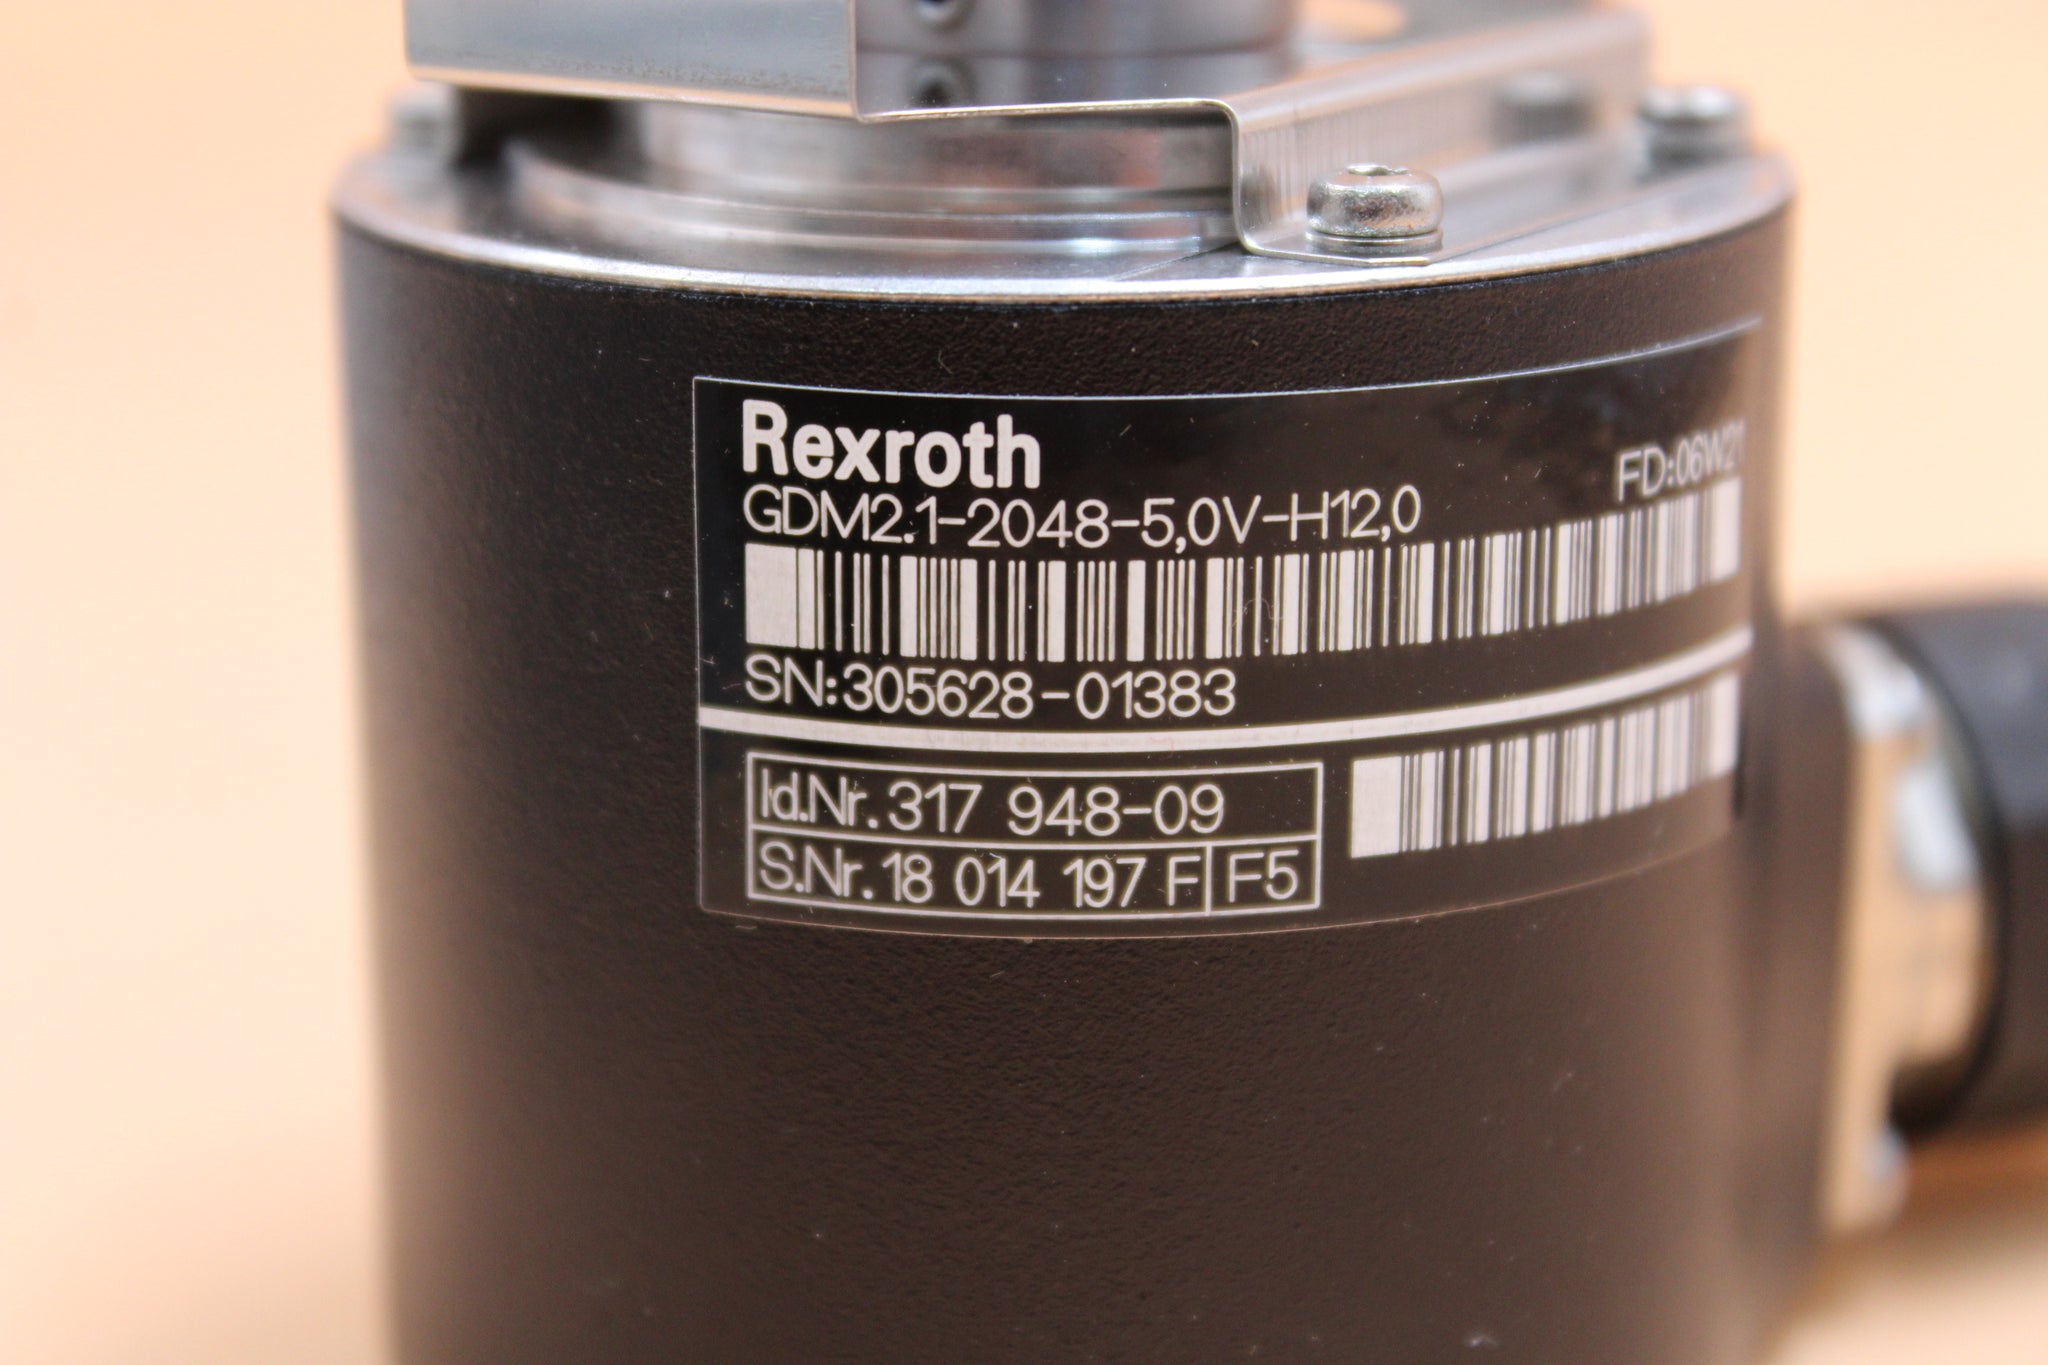 Rexroth
GDM2.1-2048-5,0V-H12,0
FD:06W21
SN:305628-01383
Id.Nr.317 948-09
S.Nr.18 014 197 F F5